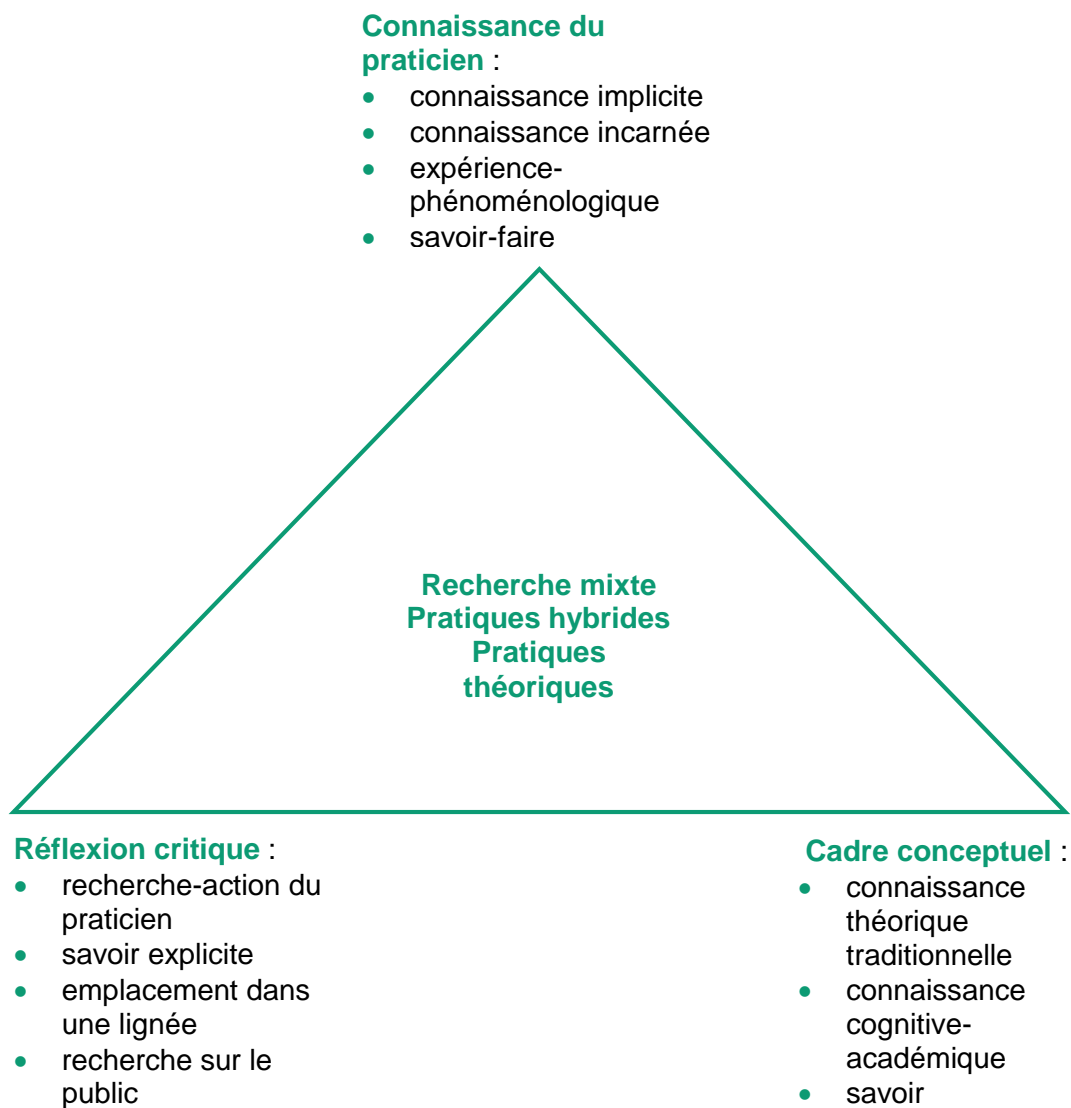 Connaissance du
praticien :
• connaissance implicite
• connaissance incarnée
• expérience-
phénoménologique
• savoir-faire
Recherche mixte
Pratiques hybrides
Pratiques
théoriques
Réflexion critique :
• recherche-action du
praticien
• savoir explicite
• emplacement dans
une lignée
• recherche sur le
public
Cadre conceptuel :
• connaissance
théorique
traditionnelle
• connaissance
cognitive-
académique
• savoir